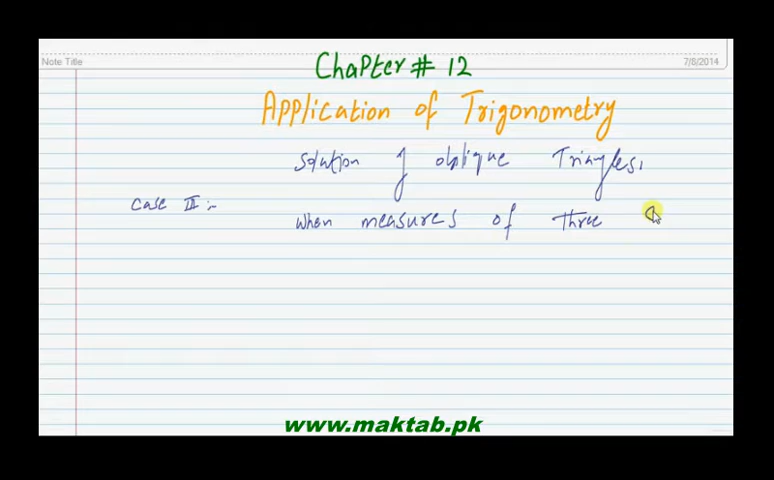 Note Title
7/8/2014
Chapter # 12
Application of Trigonometry
Solution of oblique Triangles.
Case III :-
When measures of Three
www.maktab.pk